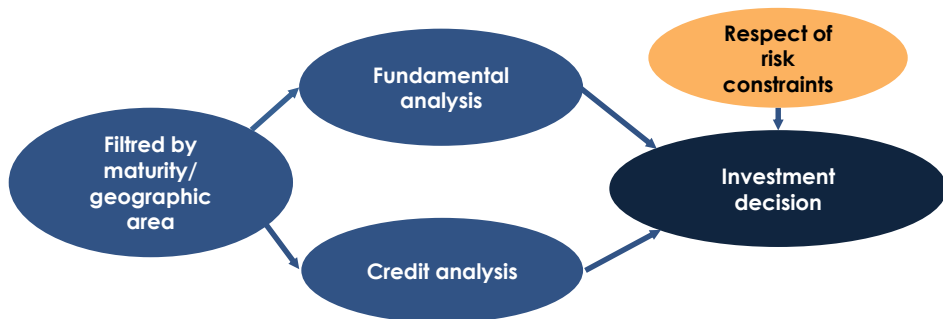 Filtred by
maturity/
geographic
area
Fundamental
analysis
Credit analysis
Respect of
risk
constraints
Investment
decision